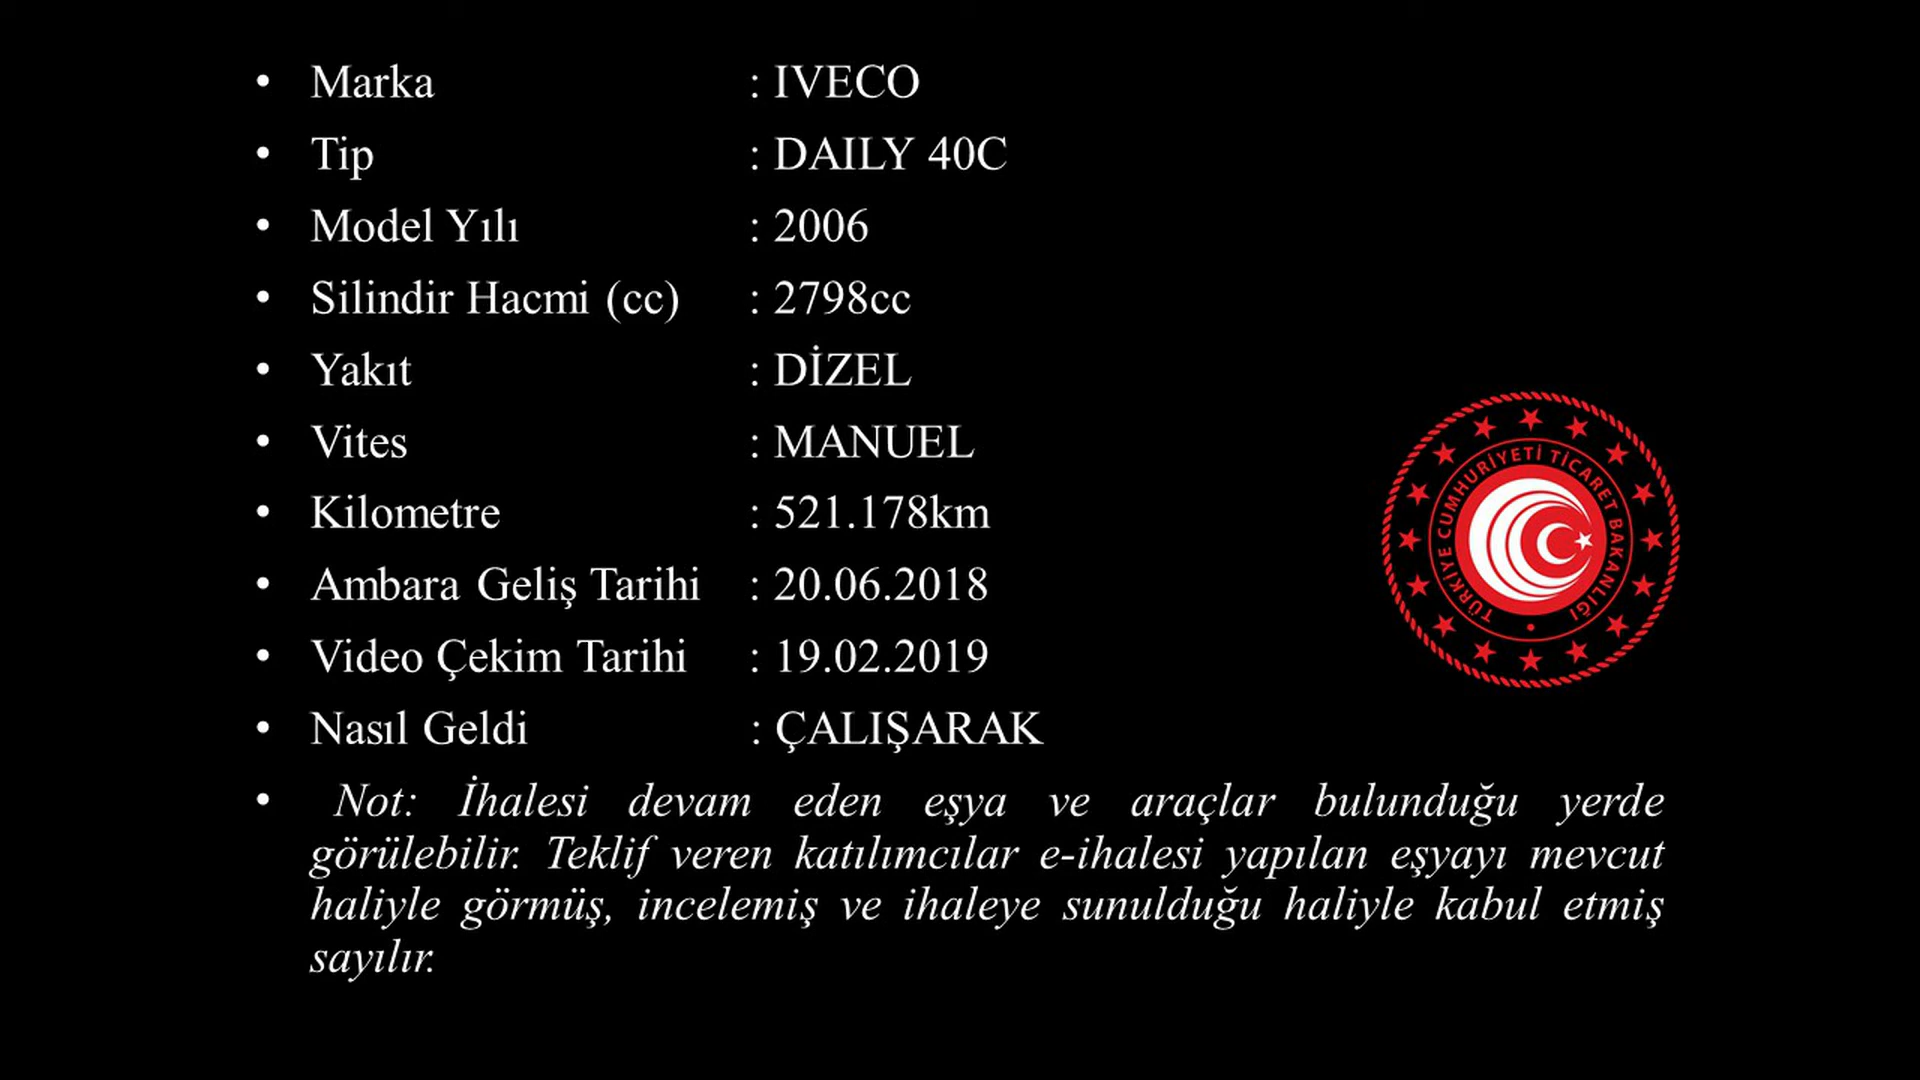 • Marka : IVECO
• Tip : DAILY 40C
• Model Yılı : 2006
• Silindir Hacmi (cc) : 2798cc
• Yakıt : DİZEL
• Vites : MANUEL
• Kilometre : 521.178km
• Ambara Geliş Tarihi : 20.06.2018
• Video Çekim Tarihi : 19.02.2019
• Nasıl Geldi : ÇALIŞARAK
• Not: İhalesi devam eden eşya ve araçlar bulunduğu yerde
görülebilir. Teklif veren katılımcılar e-ihalesi yapılan eşyayı mevcut
haliyle görmüş, incelemiş ve ihaleye sunulduğu haliyle kabul etmiş
sayılır.
TÜRKİYE CUMHURİYETİ TİCARET BAKANLIĞI